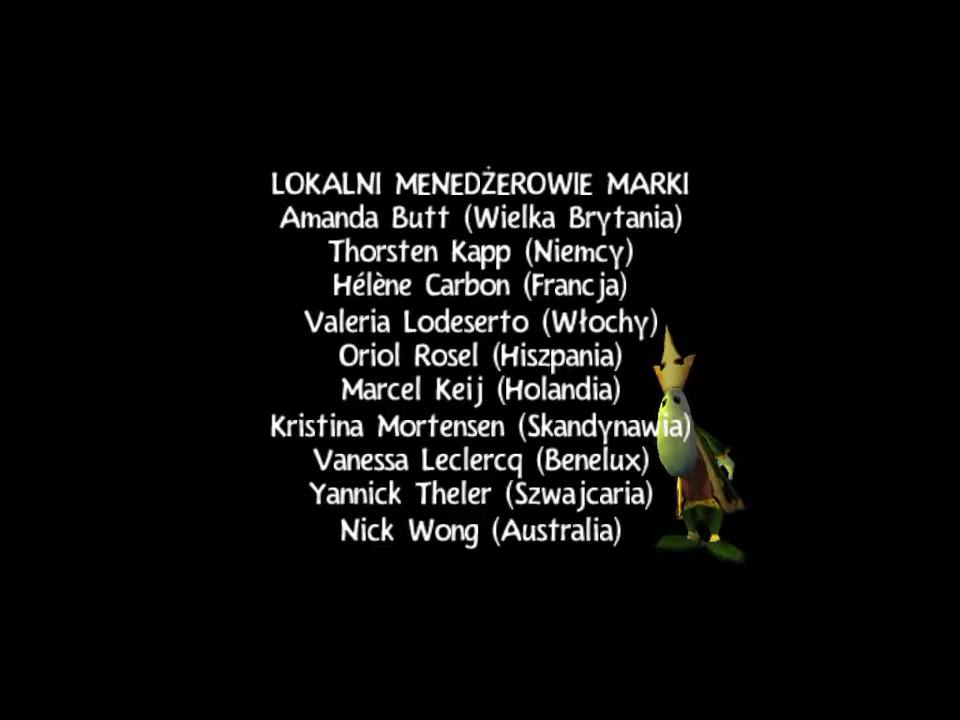 LOKALNI MENEDŻEROWIE MARKI
Amanda Butt (Wielka Brytania)
Thorsten Kapp (Niemcy)
Hélène Carbon (Francja)
Valeria Lodeserto (Włochy)
Oriol Rosel (Hiszpania)
Marcel Keij (Holandia)
Kristina Mortensen (Skandynawia)
Vanessa Leclercq (Benelux)
Yannick Theler (Szwajcaria)
Nick Wong (Australia)